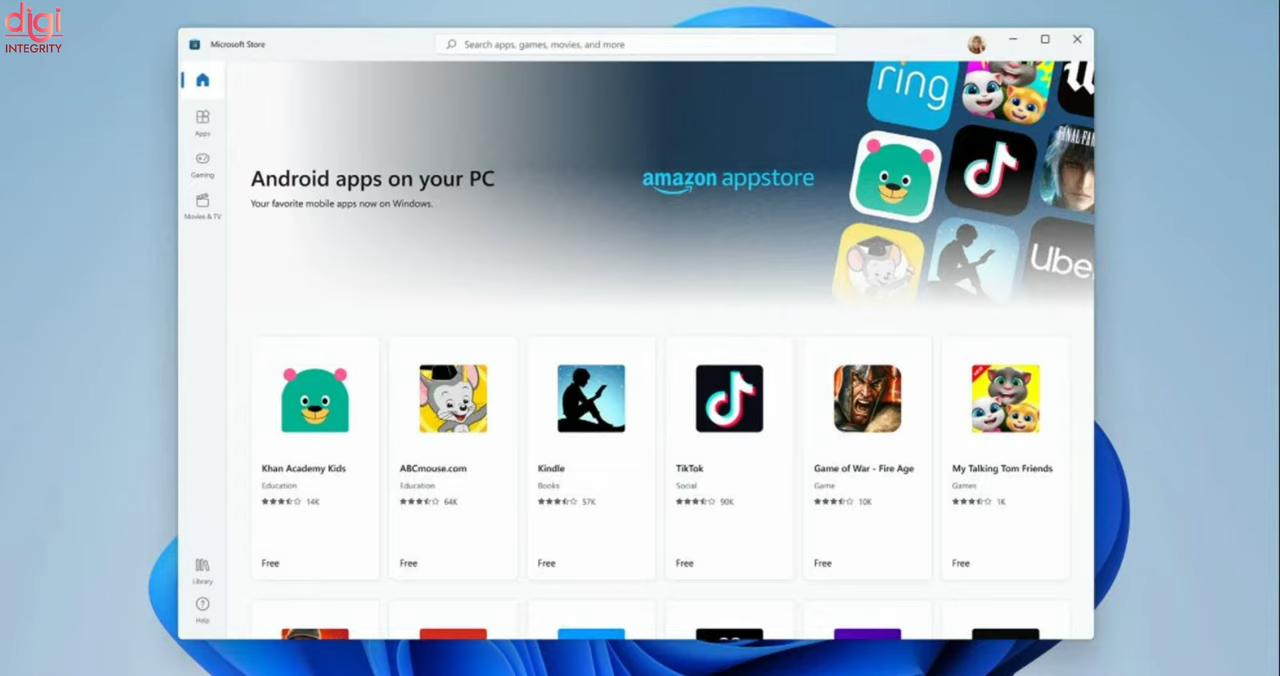 digi
INTEGRITY
Microsoft Store
Search apps, games, movies, and more
Apps
Gaming
Movies & TV
Library
Help
Android apps on your PC
Your favorite mobile apps now on Windows.
amazon appstore
ring
FINAL FAN
Uber
Khan Academy Kids
Education
14K
Free
ABCmouse.com
Education
64K
Free
Kindle
Books
57K
Free
TikTok
Social
90K
Free
Game of War - Fire Age
Game
10K
Free
NEW
My Talking Tom Friends
Games
1K
Free